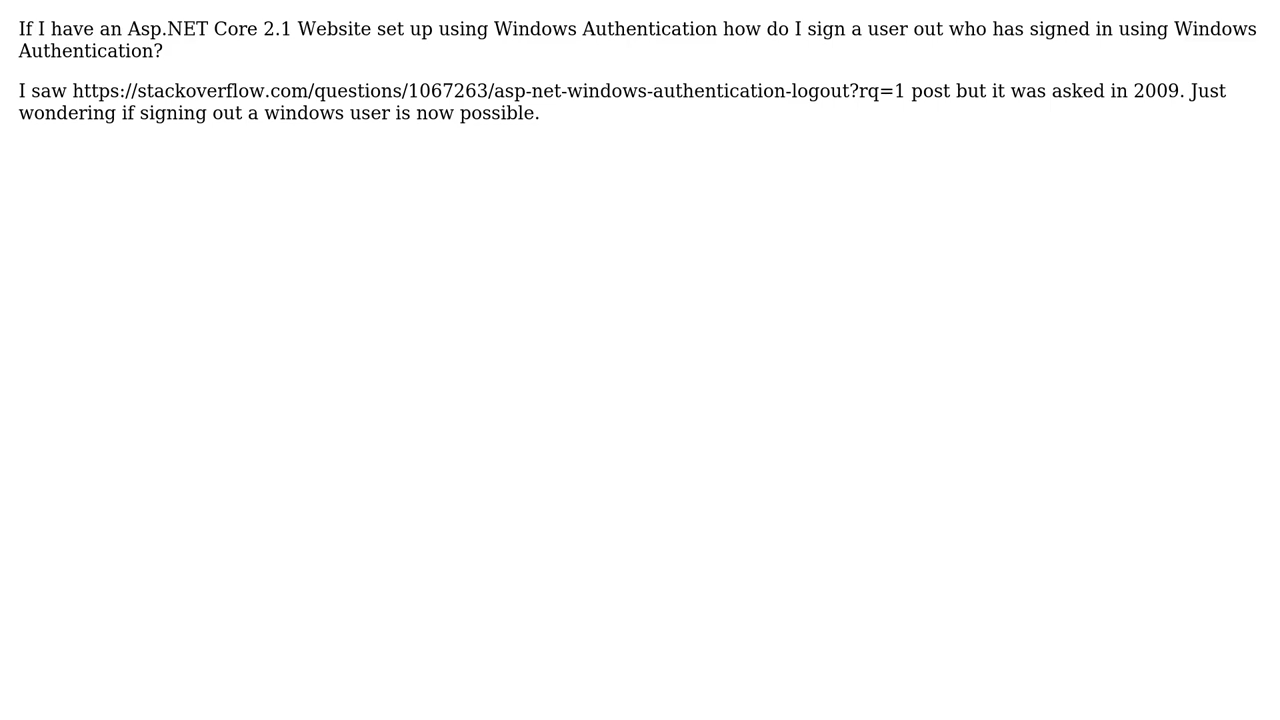 If I have an Asp.NET Core 2.1 Website set up using Windows Authentication how do I sign a user out who has signed in using Windows
Authentication?
I saw https://stackoverflow.com/questions/1067263/asp-net-windows-authentication-logout?rq=1 post but it was asked in 2009. Just
wondering if signing out a windows user is now possible.